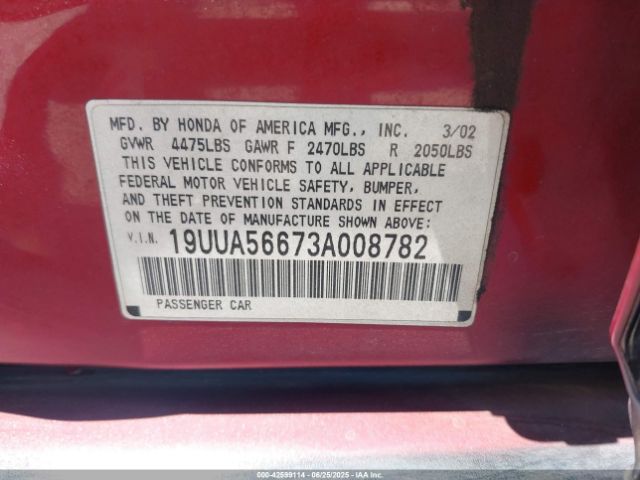 MFD. BY HONDA OF AMERICA MFG., INC. 3/02
GVWR 4475LBS GAWR F 2470LBS R 2050LBS
THIS VEHICLE CONFORMS TO ALL APPLICABLE
FEDERAL MOTOR VEHICLE SAFETY, BUMPER,
AND THEFT PREVENTION STANDARDS IN EFFECT
ON THE DATE OF MANUFACTURE SHOWN ABOVE:
V.I.N. 19UUA56673A008782
PASSENGER CAR
000-42599114 06/25/2025 IAAI.COM